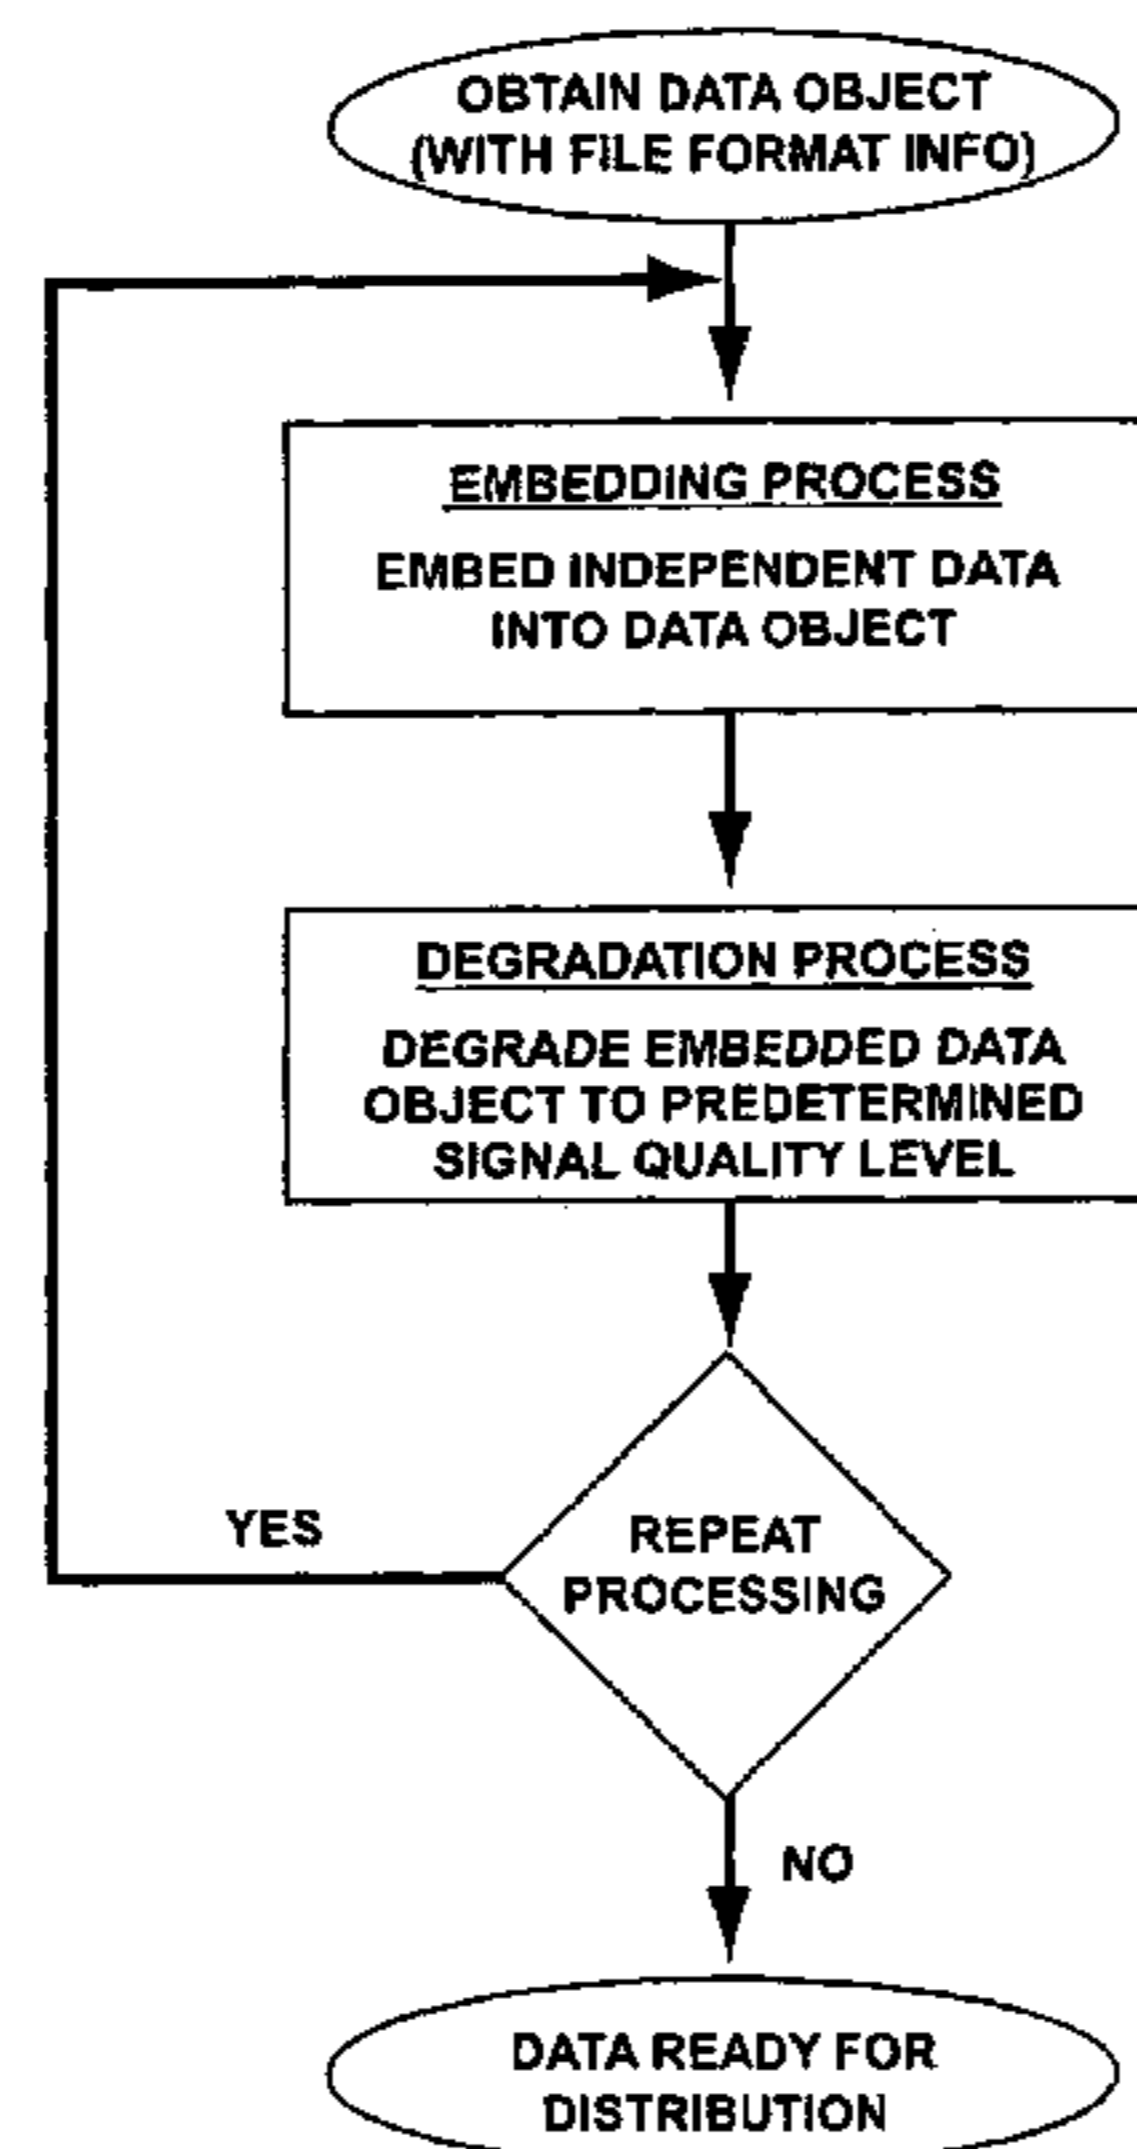 OBTAIN DATA OBJECT
(WITH FILE FORMAT INFO)
EMBEDDING PROCESS
EMBED INDEPENDENT DATA
INTO DATA OBJECT
DEGRADATION PROCESS
DEGRADE EMBEDDED DATA
OBJECT TO PREDETERMINED
SIGNAL QUALITY LEVEL
YES
REPEAT
PROCESSING
NO
DATA READY FOR
DISTRIBUTION